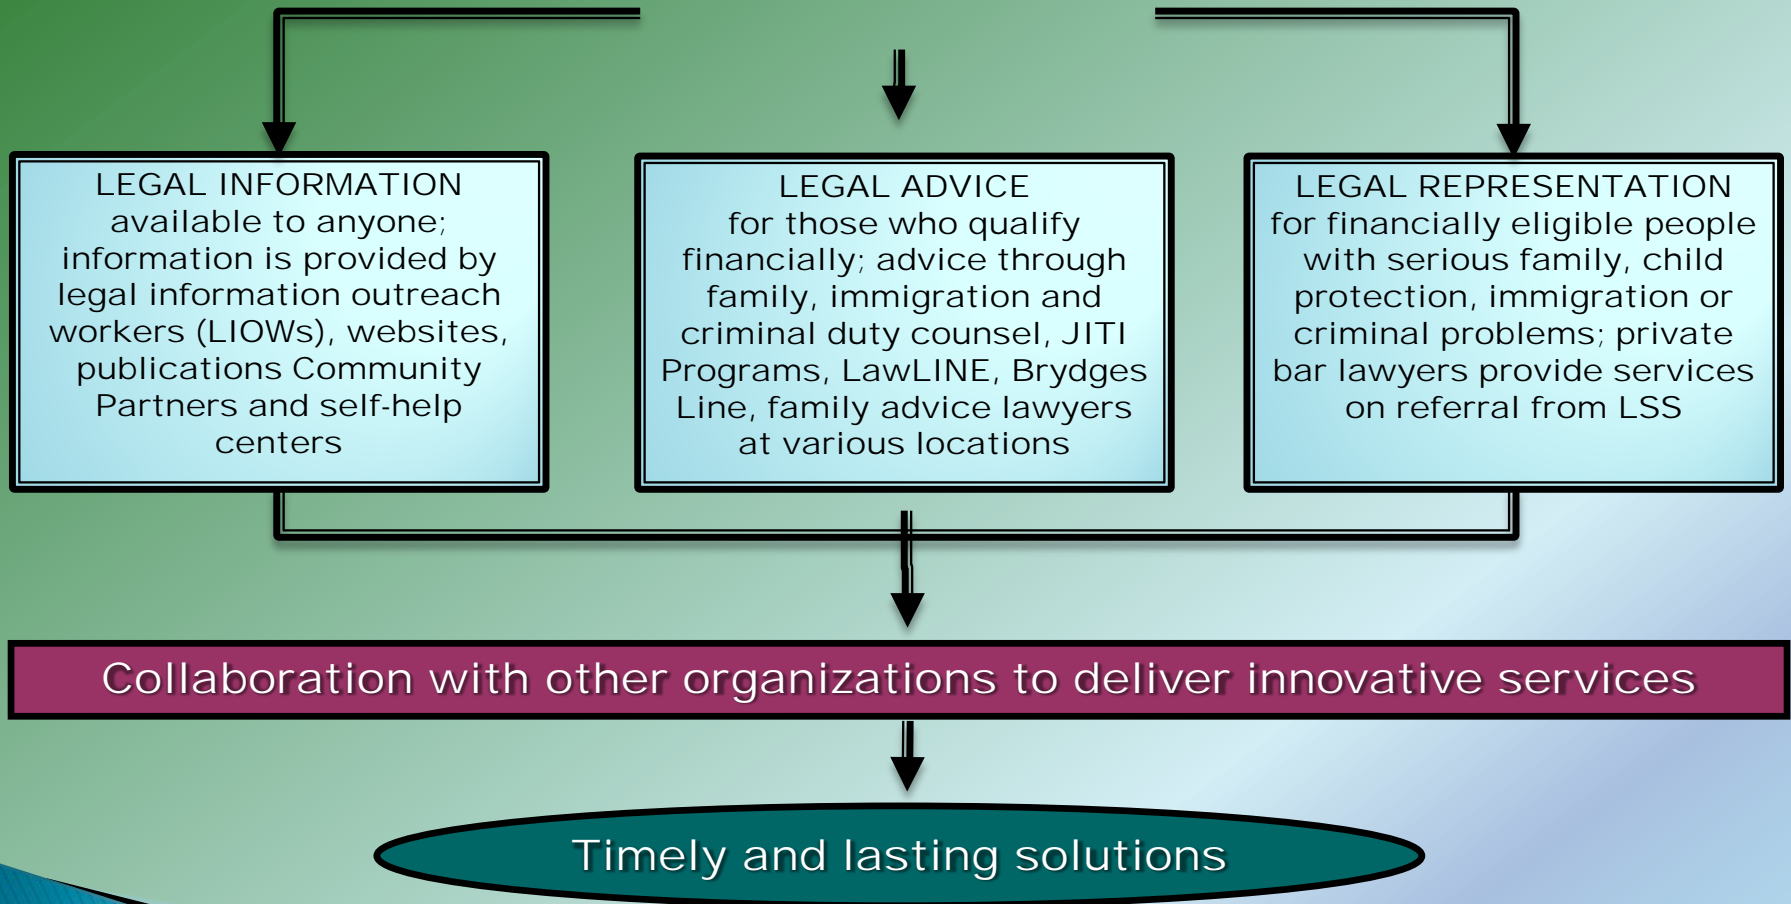 LEGAL INFORMATION
available to anyone;
information is provided by
legal information outreach
workers (LIOWs), websites,
publications Community
Partners and self-help
centers
LEGAL ADVICE
for those who qualify
financially; advice through
family, immigration and
criminal duty counsel, JITI
Programs, LawLINE, Brydges
Line, family advice lawyers
at various locations
LEGAL REPRESENTATION
for financially eligible people
with serious family, child
protection, immigration or
criminal problems; private
bar lawyers provide services
on referral from LSS
Collaboration with other organizations to deliver innovative services
Timely and lasting solutions